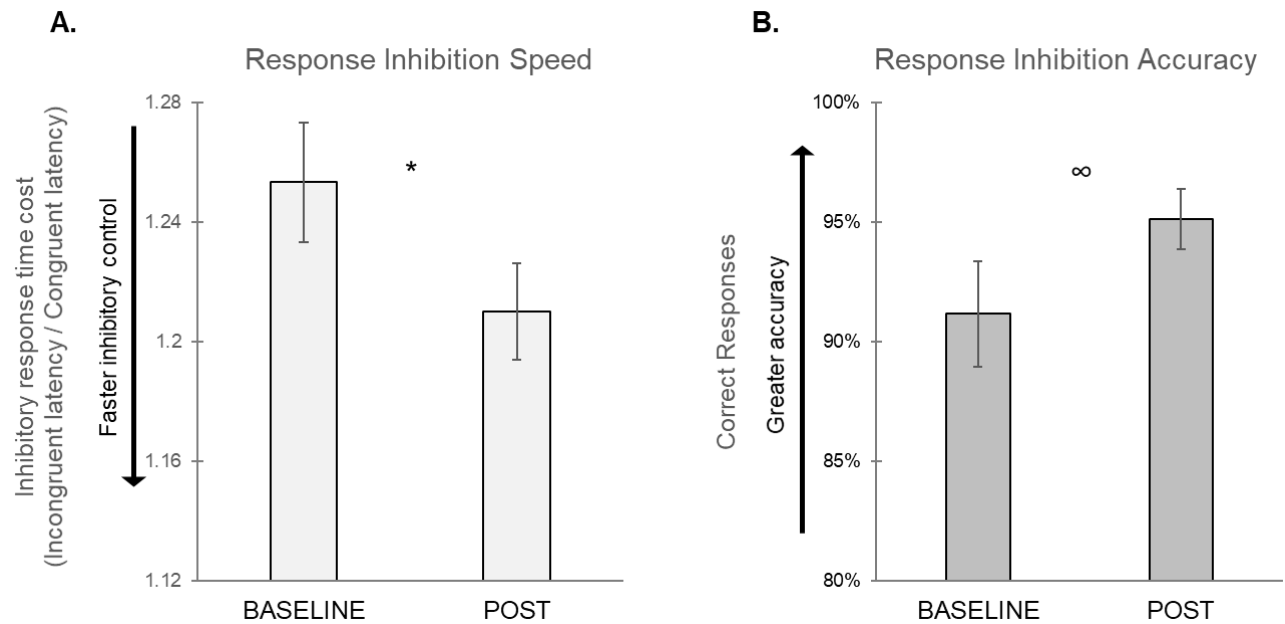 A.
Response Inhibition Speed
Inhibitory response time cost
(Incongruent latency / Congruent latency)
Faster inhibitory control
1.28
1.24
1.2
1.16
1.12
*
BASELINE
POST
B.
Response Inhibition Accuracy
Correct Responses
Greater accuracy
100%
95%
90%
85%
80%
∞
BASELINE
POST